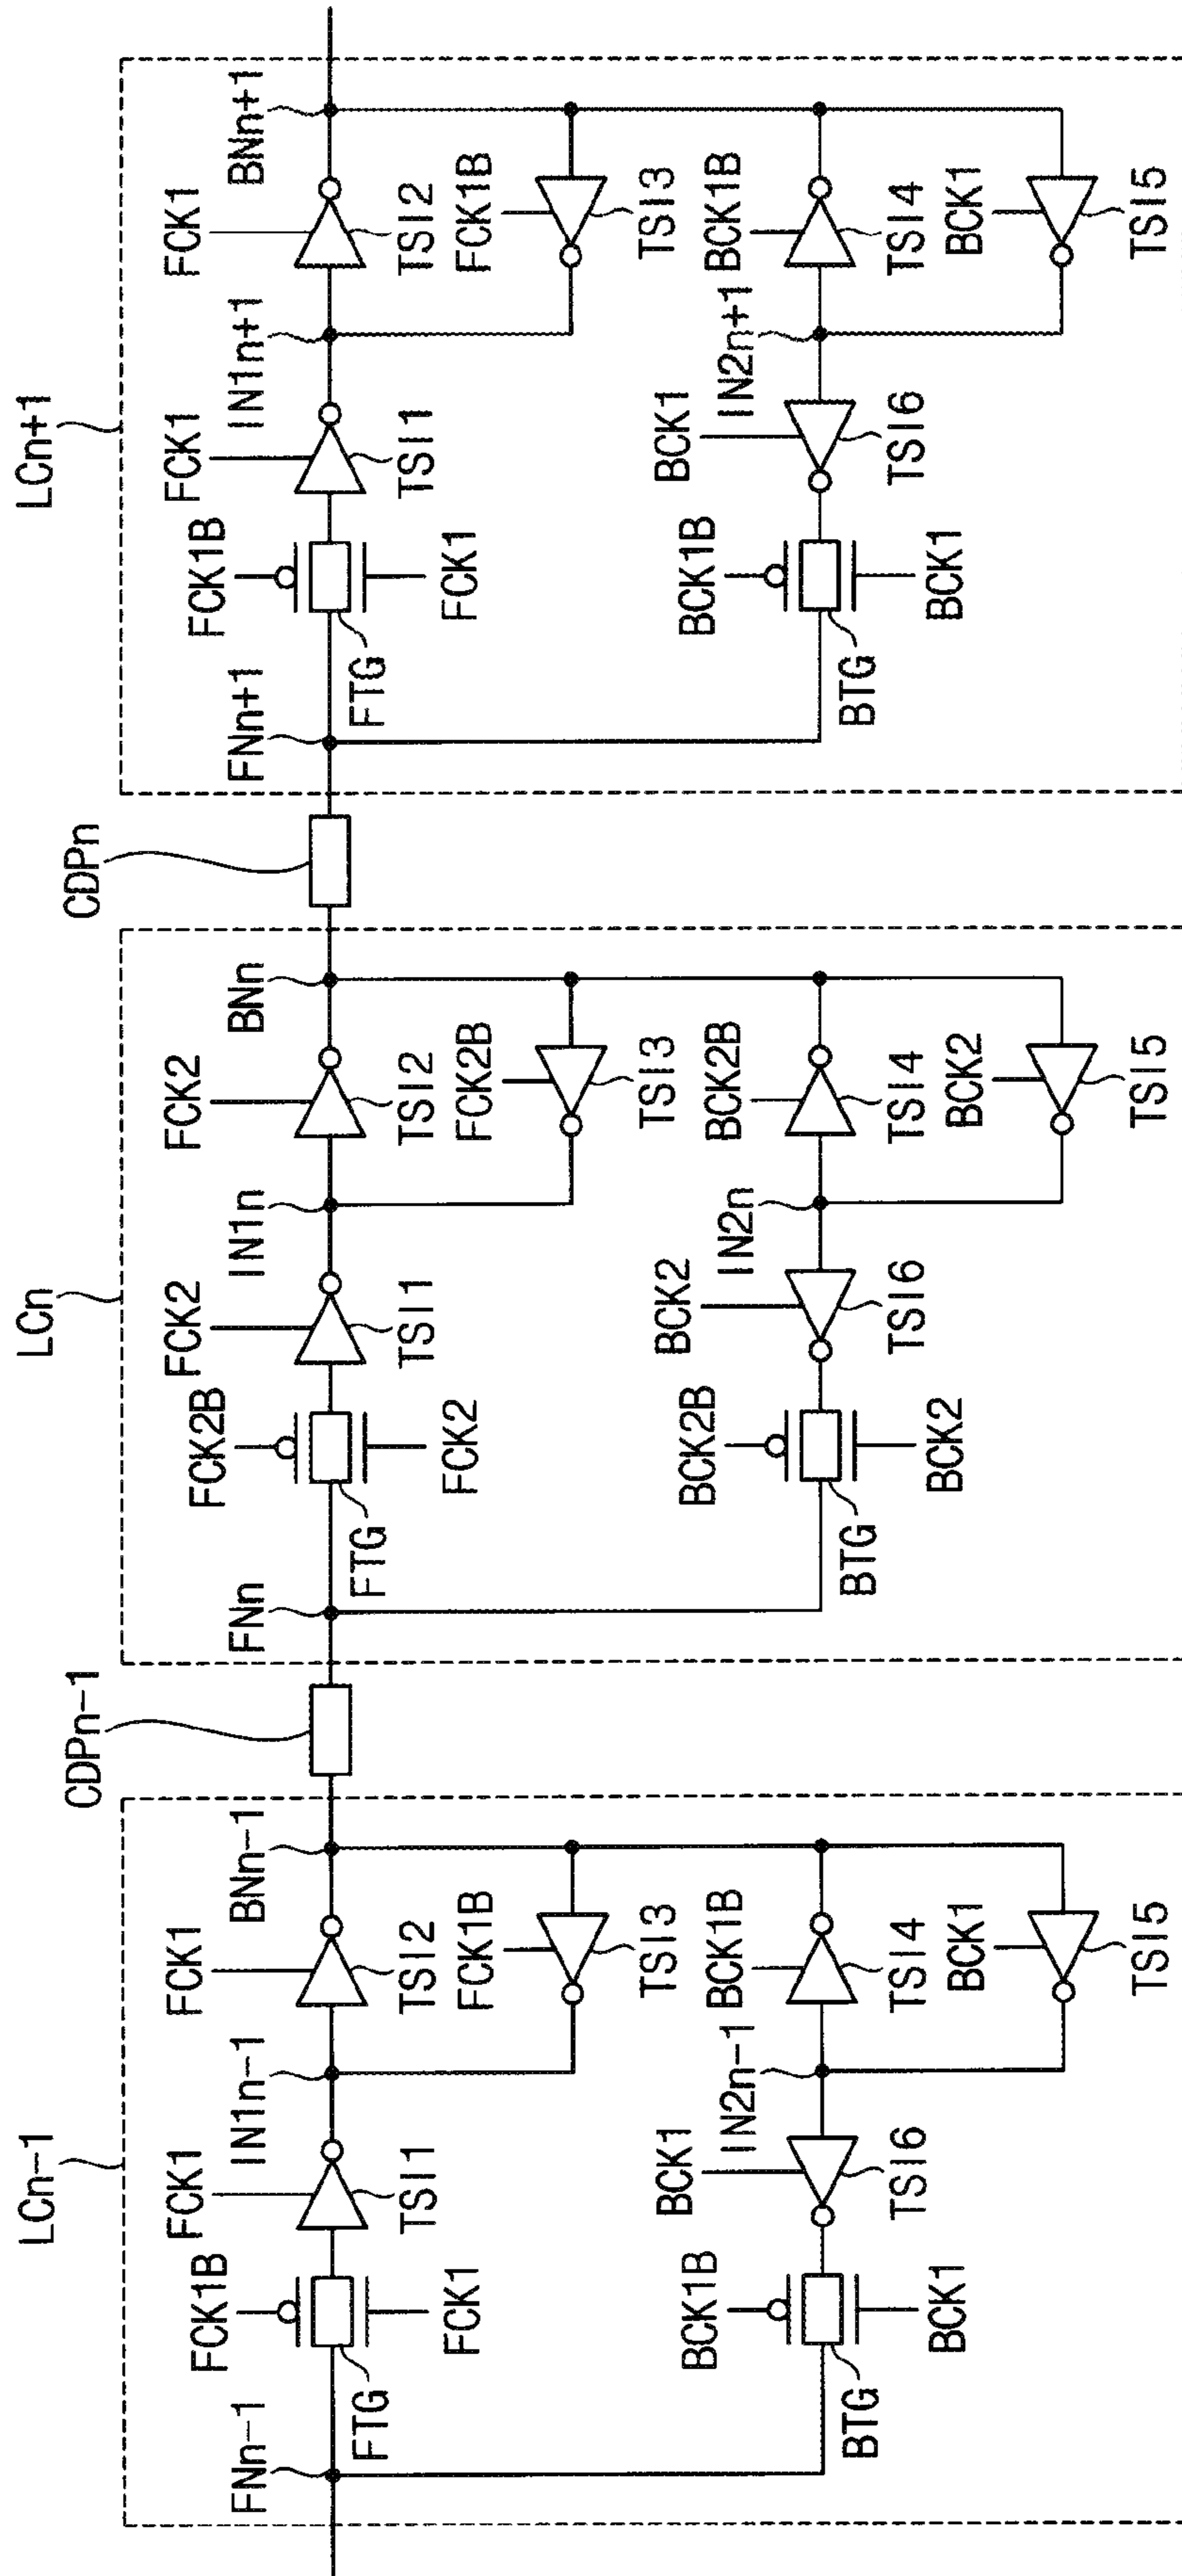 LCn-1
FNn-1
FCK1B
FTG
FCK1
FCK1
TSI1
IN1n-1
FCK1
TSI2
BNn-1
FCK1B
TSI3
BCK1B
BTG
BCK1
BCK1
TSI6
IN2n-1
BCK1B
TSI4
BCK1
TSI5
CDPn-1
LCn
FNn
FCK2B
FTG
FCK2
FCK2
TSI1
IN1n
FCK2
TSI2
BNn
FCK2B
TSI3
BCK2B
BTG
BCK2
BCK2
TSI6
IN2n
BCK2B
TSI4
BCK2
TSI5
CDPn
LCn+1
FNn+1
FCK1B
FTG
FCK1
FCK1
TSI1
IN1n+1
FCK1
TSI2
BNn+1
FCK1B
TSI3
BCK1B
BTG
BCK1
BCK1
TSI6
IN2n+1
BCK1B
TSI4
BCK1
TSI5